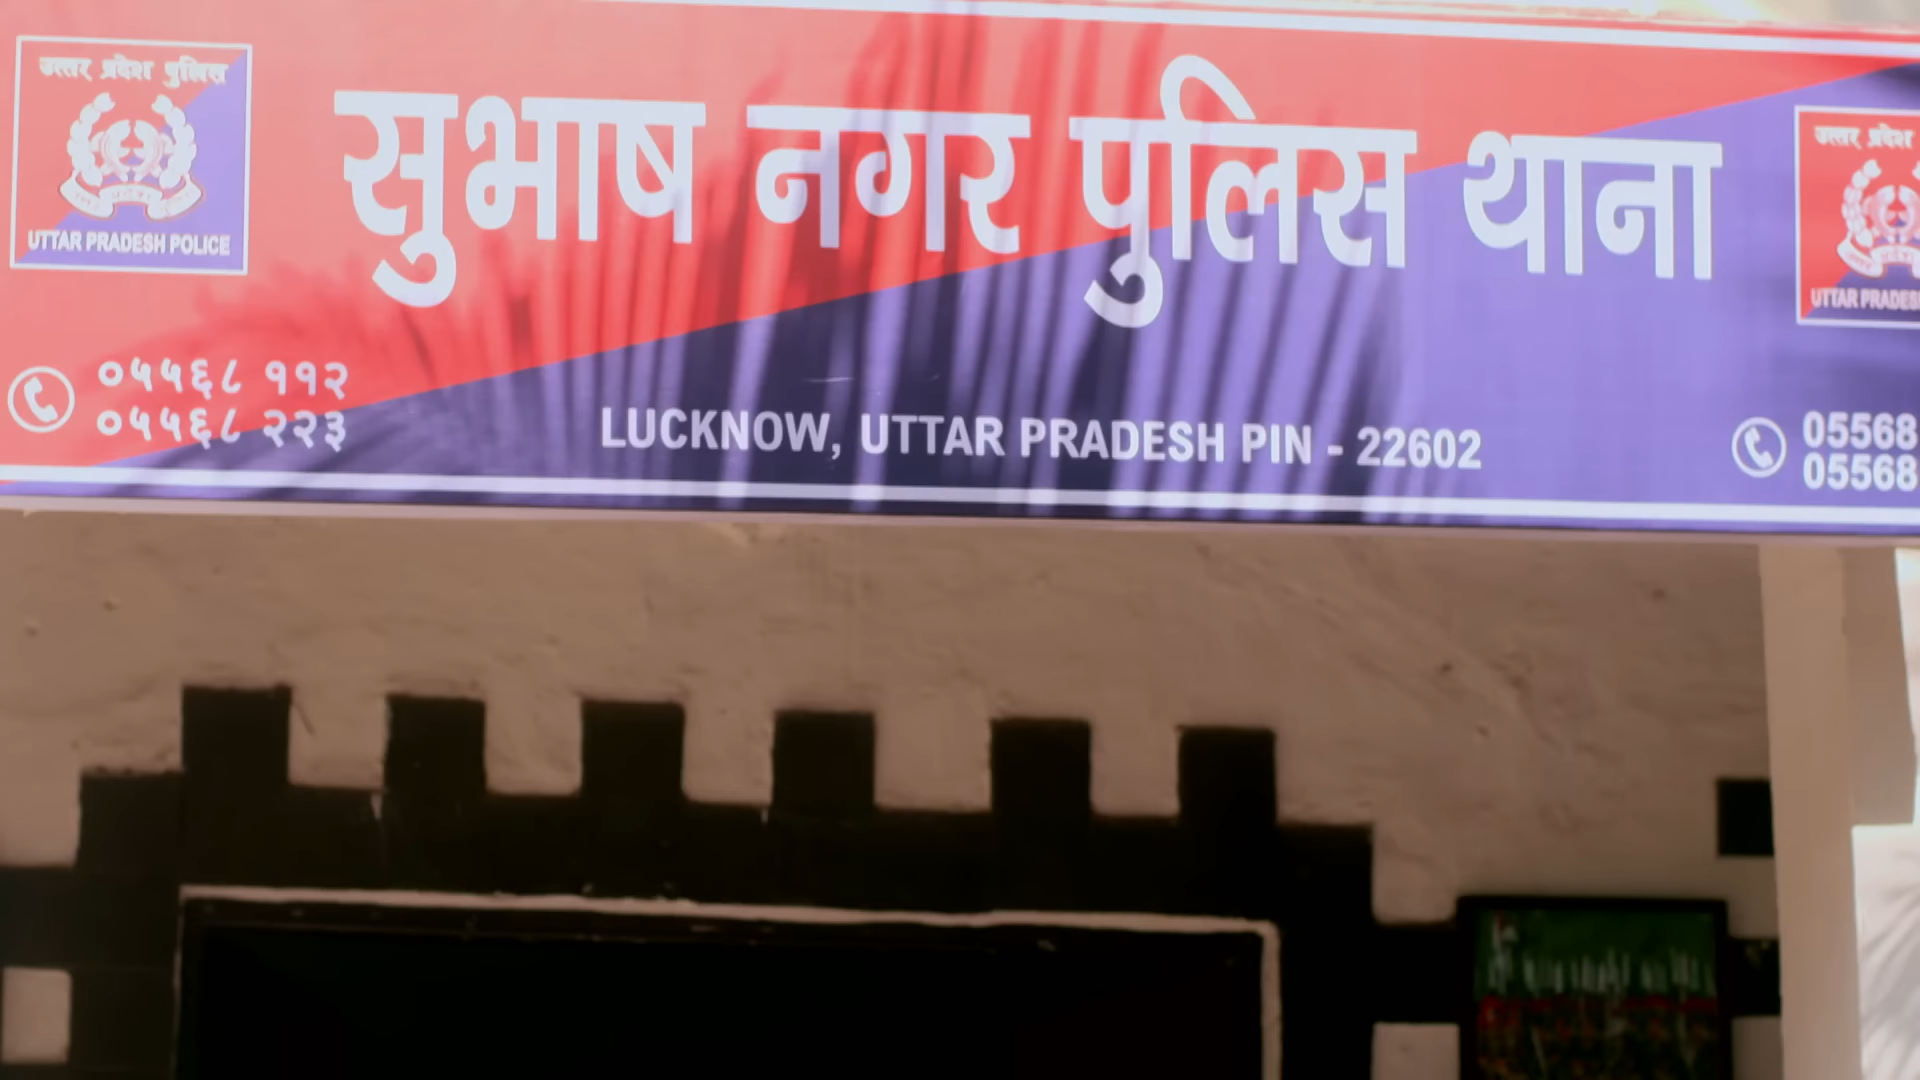 उत्तर प्रदेश पुलिस
UTTAR PRADESH POLICE
सुभाष नगर पुलिस थाना
उत्तर प्रदेश
UTTAR PRADES
०५५६८ ११२
०५५६८ २२३
LUCKNOW, UTTAR PRADESH PIN - 22602
05568
05568